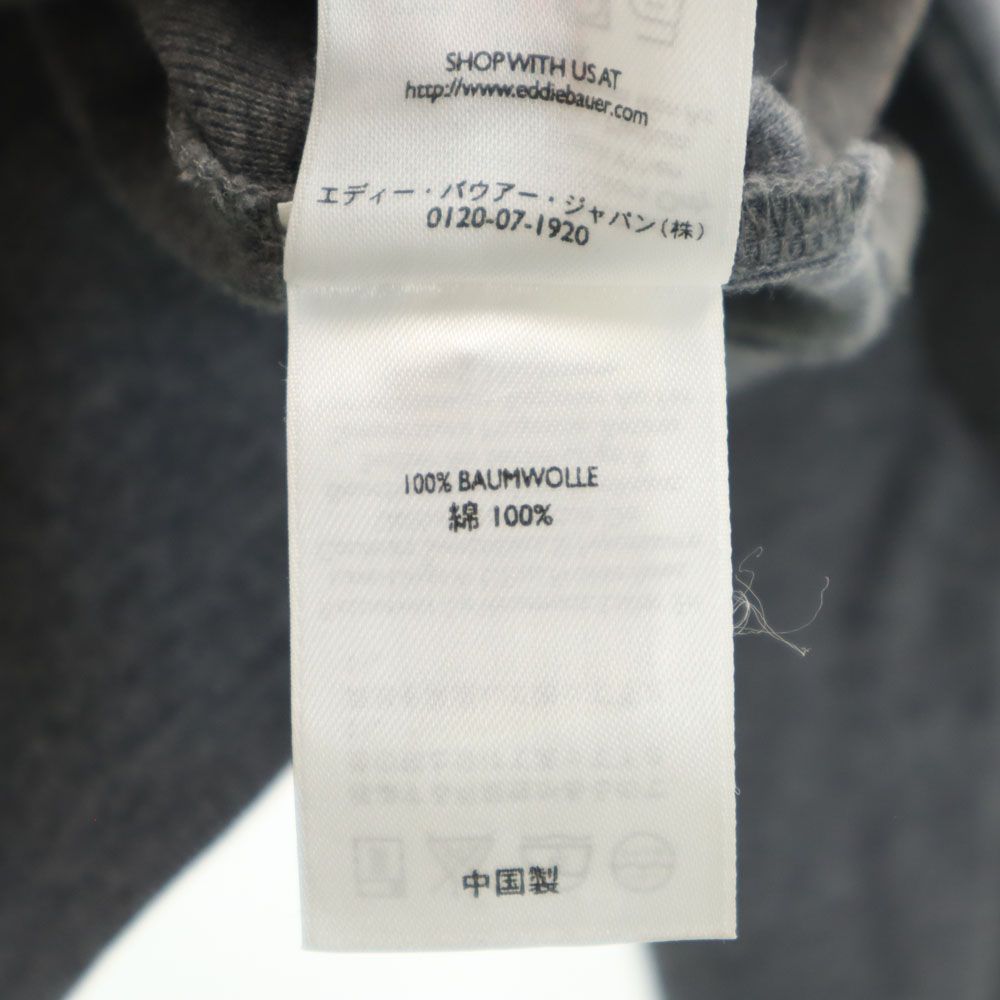 SHOP WITH US AT
http://www.eddiebauer.com
エディー・バウアー・ジャパン(株)
0120-07-1920
100% BAUMWOLLE
綿 100%
中国製